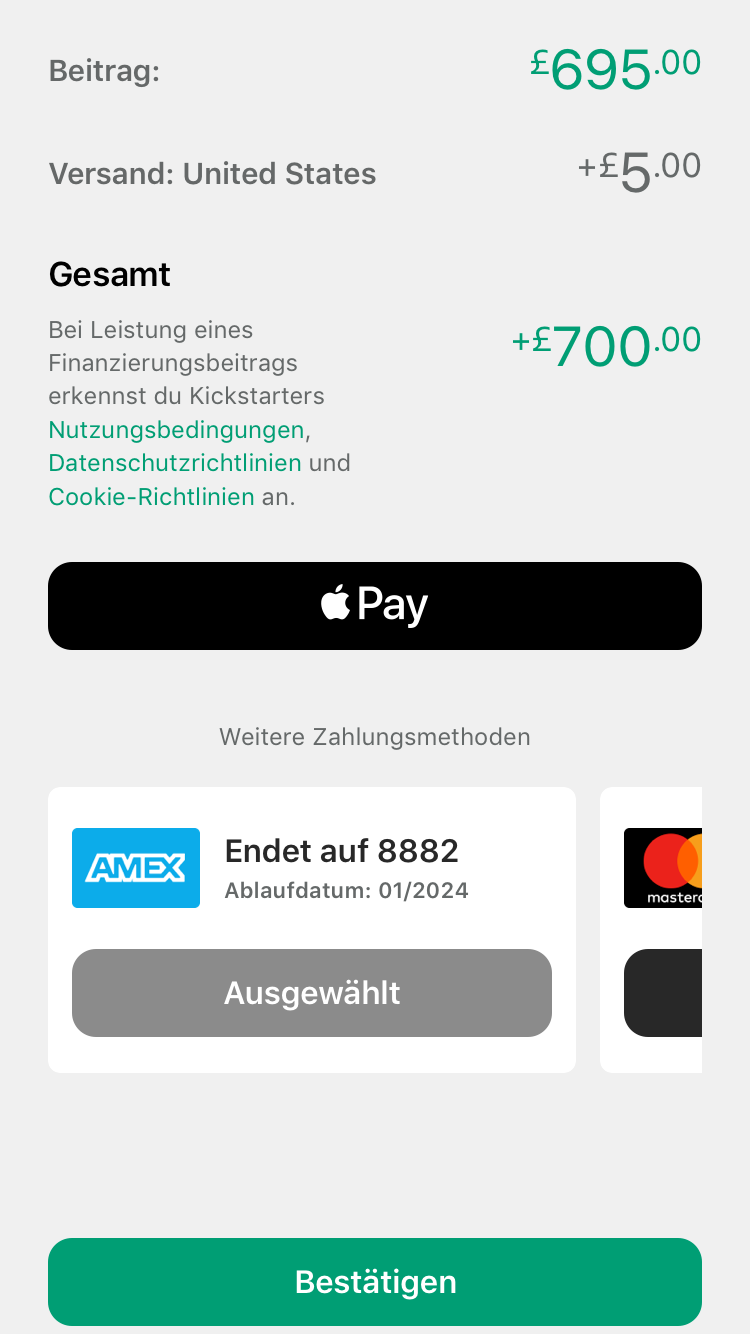 Beitrag: £695.00
Versand: United States +£5.00
Gesamt
Bei Leistung eines
Finanzierungsbeitrags
erkennst du Kickstarters
Nutzungsbedingungen,
Datenschutzrichtlinien und
Cookie-Richtlinien an.
+£700.00
Pay
Weitere Zahlungsmethoden
AMEX
Endet auf 8882
Ablaufdatum: 01/2024
Ausgewählt
Bestätigen